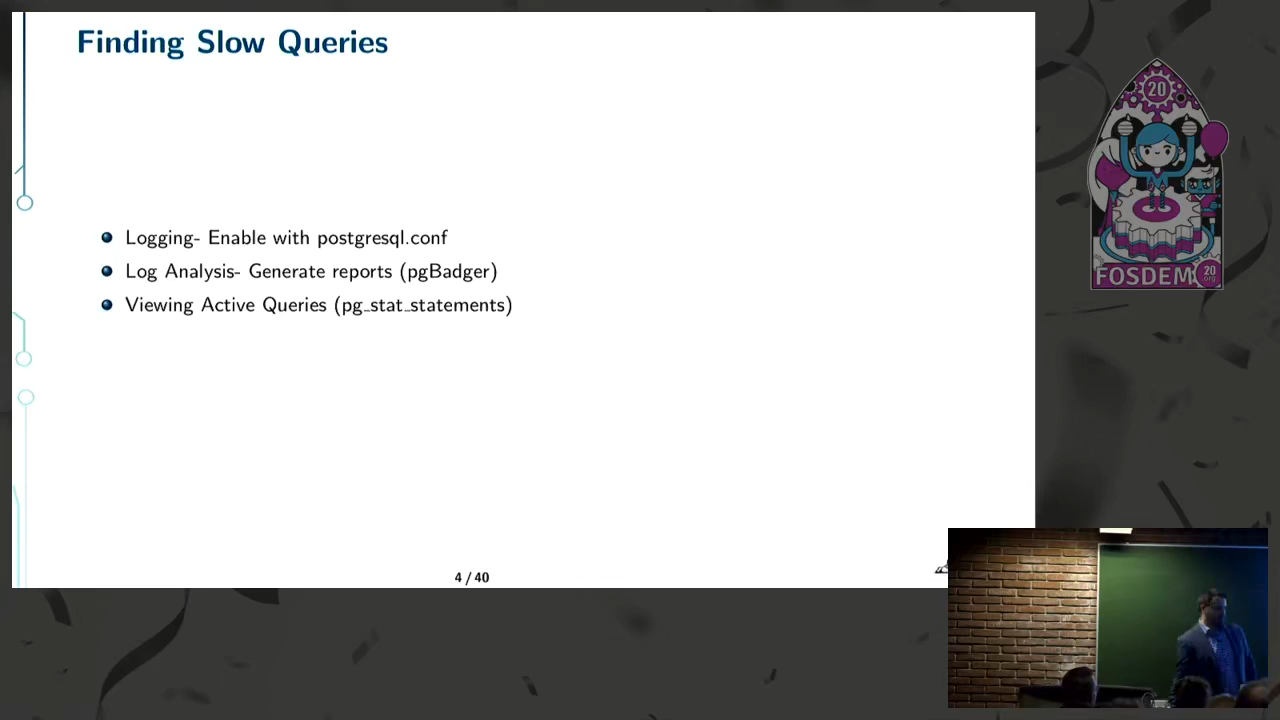 Finding Slow Queries
Logging- Enable with postgresql.conf
Log Analysis- Generate reports (pgBadger)
Viewing Active Queries (pg_stat_statements)
4 / 40
20
FOSDEM
20
.org